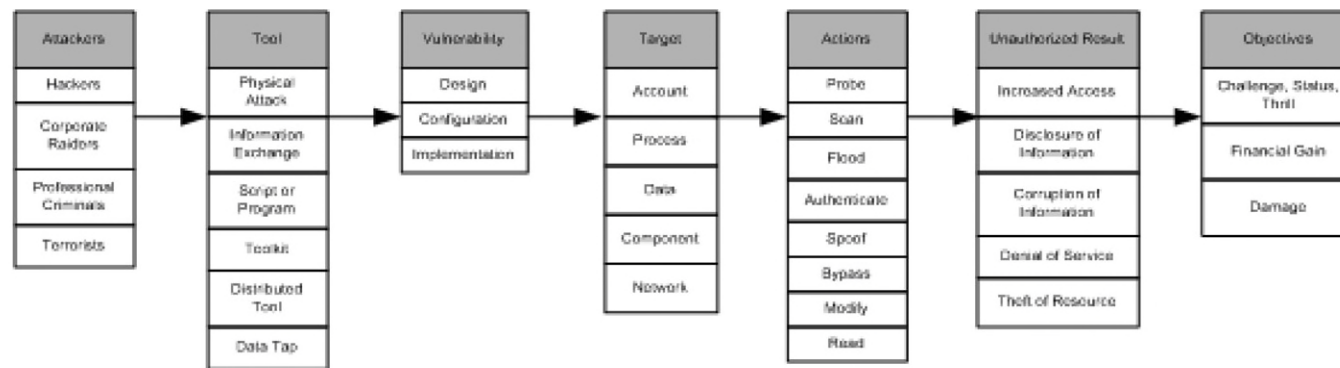 Attackers
Hackers
Corporate
Raiders
Professional
Criminals
Terrorists
Tool
Physical
Attack
Information
Exchange
Script or
Program
Toolkit
Distributed
Tool
Data Tap
Vulnerability
Design
Configuration
Implementation
Target
Account
Process
Data
Component
Network
Actions
Probe
Scan
Flood
Authenticate
Spoof
Bypass
Modify
Read
Unauthorized Result
Increased Access
Disclosure of
Information
Corruption of
Information
Denial of Service
Theft of Resource
Objectives
Challenge, Status,
Thrill
Financial Gain
Damage